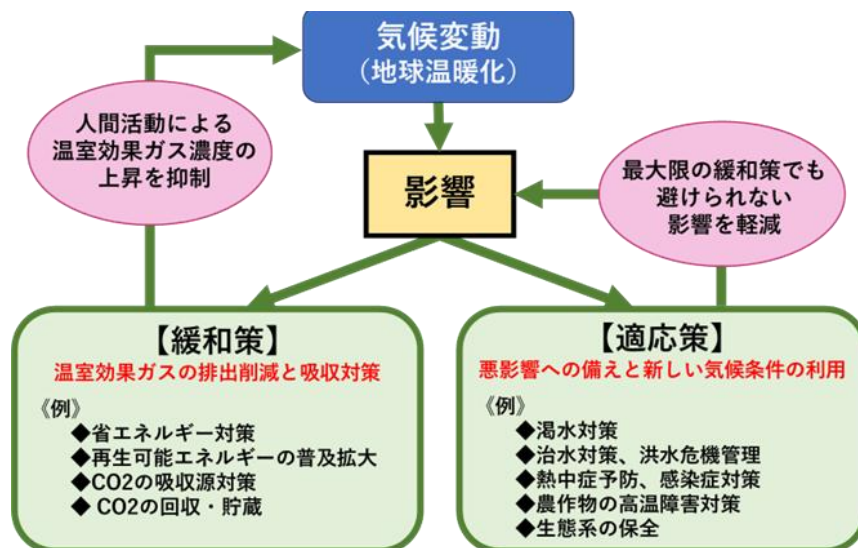 気候変動
（地球温暖化）
人間活動による
温室効果ガス濃度の
上昇を抑制
影響
最大限の緩和策でも
避けられない
影響を軽減
【緩和策】
温室効果ガスの排出削減と吸収対策
《例》
◆省エネルギー対策
◆再生可能エネルギーの普及拡大
◆CO2の吸収源対策
◆ CO2の回収・貯蔵
【適応策】
悪影響への備えと新しい気候条件の利用
《例》
◆渇水対策
◆治水対策、洪水危機管理
◆熱中症予防、感染症対策
◆農作物の高温障害対策
◆生態系の保全